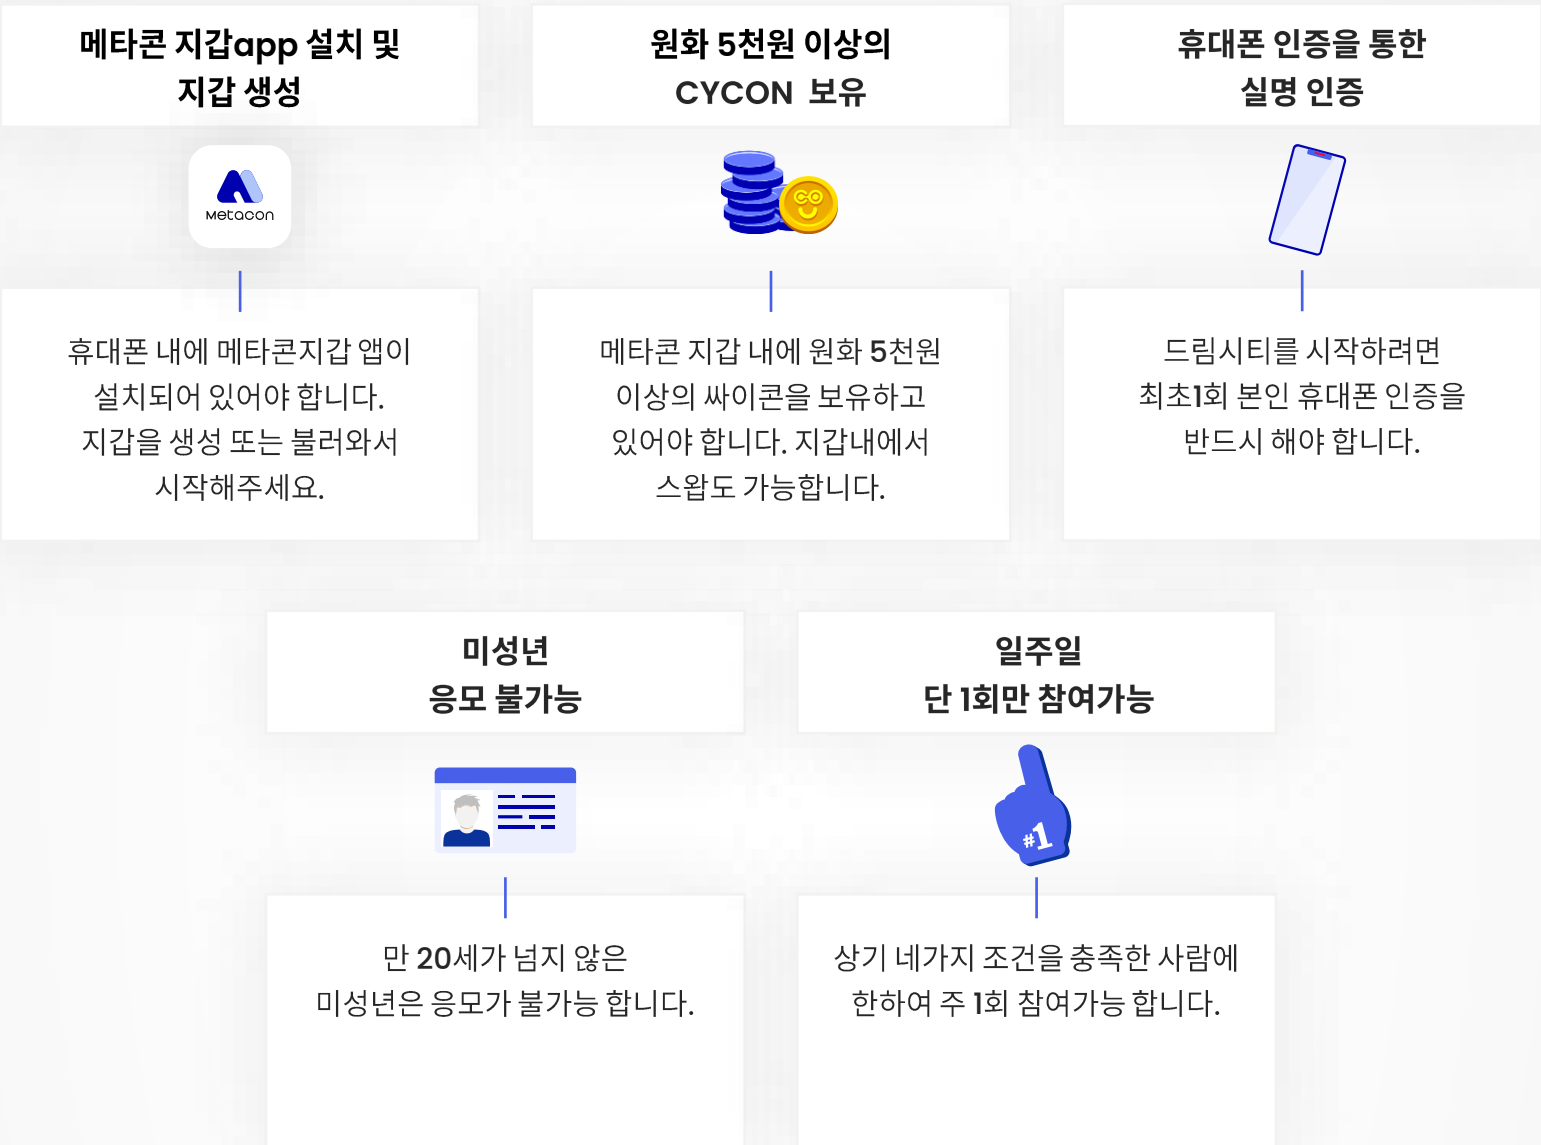 메타콘 지갑app 설치 및
지갑 생성
원화 5천원 이상의
CYCON 보유
휴대폰 인증을 통한
실명 인증
Metacon
휴대폰 내에 메타콘지갑 앱이
설치되어 있어야 합니다.
지갑을 생성 또는 불러와서
시작해주세요.
메타콘 지갑 내에 원화 5천원
이상의 싸이콘을 보유하고
있어야 합니다. 지갑내에서
스왑도 가능합니다.
드림시티를 시작하려면
최초1회 본인 휴대폰 인증을
반드시 해야 합니다.
미성년
응모 불가능
일주일
단 1회만 참여가능
#1
만 20세가 넘지 않은
미성년은 응모가 불가능 합니다.
상기 네가지 조건을 충족한 사람에
한하여 주 1회 참여가능 합니다.